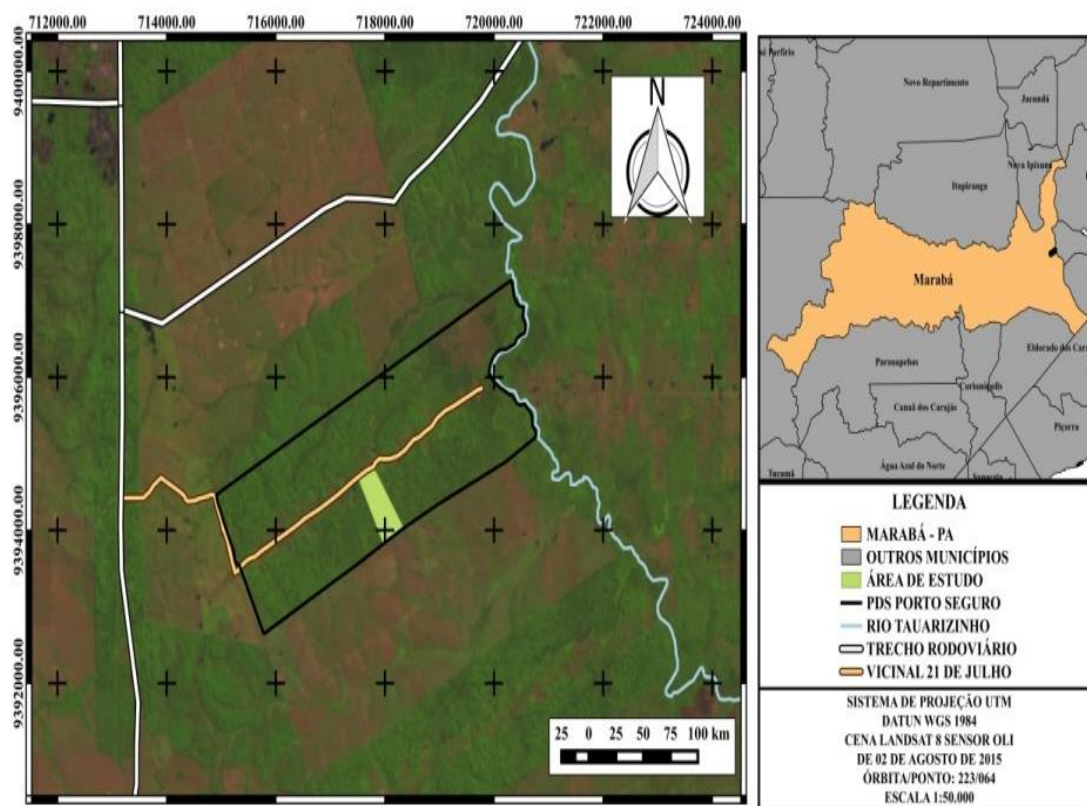 712000.00 714000.00 716000.00 718000.00 720000.00 722000.00 724000.00
9400000.00
9398000.00
9396000.00
9394000.00
9392000.00
N
25 0 25 50 75 100 km
Novo Repartimento
Jacundá
Nova Ipixuna
Itupiranga
Marabá
Parauapebas
Eldorado dos Cara
Curionópolis
Canaã dos Carajás
Piçarra
Tucumã
Água Azul do Norte
Sapucaia
LEGENDA
MARABÁ - PA
OUTROS MUNICÍPIOS
ÁREA DE ESTUDO
PDS PORTO SEGURO
RIO TAUARIZINHO
TRECHO RODOVIÁRIO
VICINAL 21 DE JULHO
SISTEMA DE PROJEÇÃO UTM
DATUN WGS 1984
CENA LANDSAT 8 SENSOR OLI
DE 02 DE AGOSTO DE 2015
ÓRBITA/PONTO: 223/064
ESCALA 1:50.000